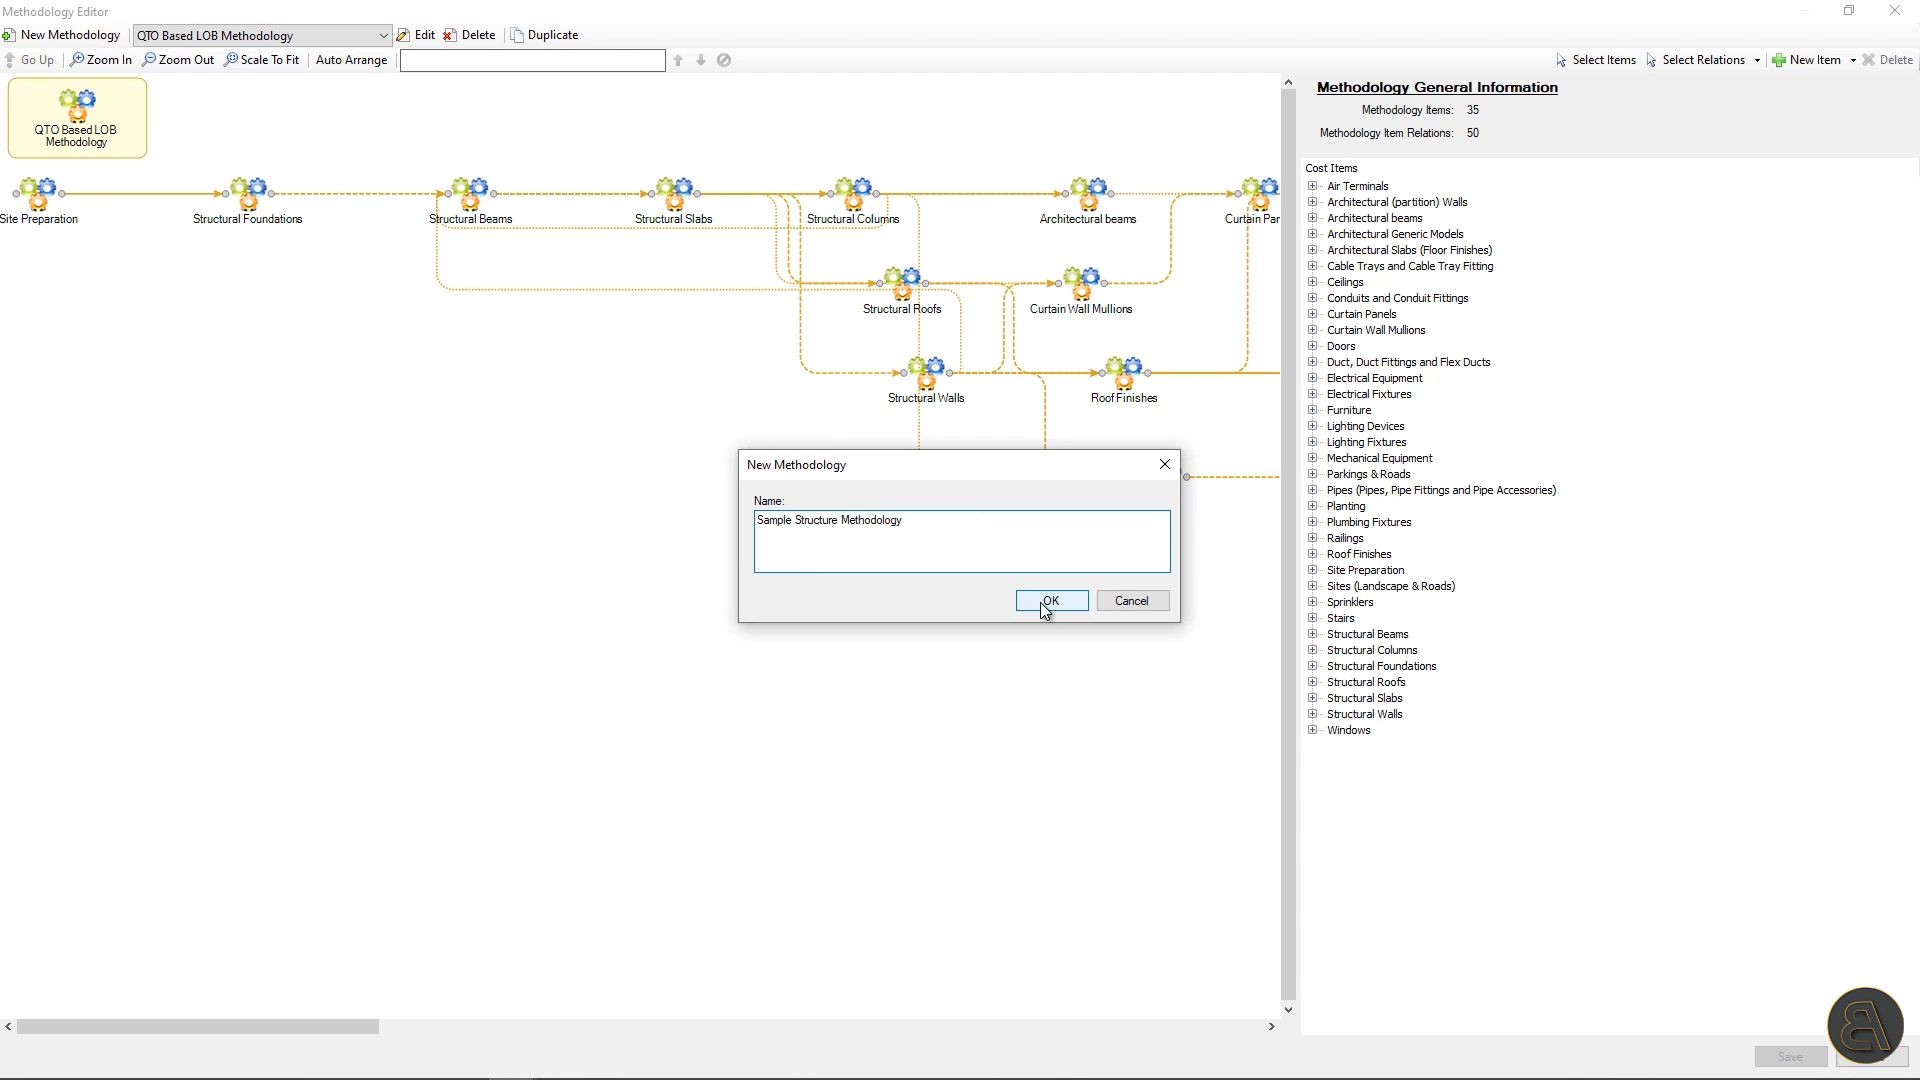 Methodology Editor
New Methodology QTO Based LOB Methodology Edit Delete Duplicate
Go Up Zoom In Zoom Out Scale To Fit Auto Arrange Select Items Select Relations New Item Delete
QTO Based LOB
Methodology
Site Preparation Structural Foundations Structural Beams Structural Slabs Structural Columns Architectural beams Curtain Par
Structural Roofs Curtain Wall Mullions
Structural Walls Roof Finishes
New Methodology
Name:
Sample Structure Methodology
OK Cancel
Methodology General Information
Methodology Items: 35
Methodology Item Relations: 50
Cost Items
Air Terminals
Architectural (partition) Walls
Architectural beams
Architectural Generic Models
Architectural Slabs (Floor Finishes)
Cable Trays and Cable Tray Fitting
Ceilings
Conduits and Conduit Fittings
Curtain Panels
Curtain Wall Mullions
Doors
Duct, Duct Fittings and Flex Ducts
Electrical Equipment
Electrical Fixtures
Furniture
Lighting Devices
Lighting Fixtures
Mechanical Equipment
Parkings & Roads
Pipes (Pipes, Pipe Fittings and Pipe Accessories)
Planting
Plumbing Fixtures
Railings
Roof Finishes
Site Preparation
Sites (Landscape & Roads)
Sprinklers
Stairs
Structural Beams
Structural Columns
Structural Foundations
Structural Roofs
Structural Slabs
Structural Walls
Windows
Save